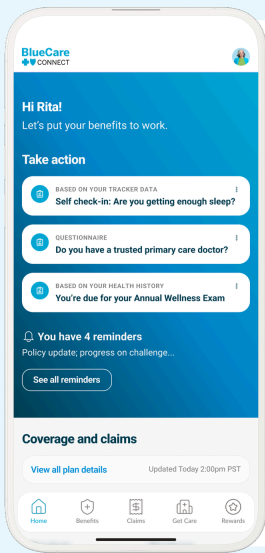 BlueCare
CONNECT
Hi Rita!
Let's put your benefits to work.
Take action
BASED ON YOUR TRACKER DATA
Self check-in: Are you getting enough sleep?
QUESTIONNAIRE
Do you have a trusted primary care doctor?
BASED ON YOUR HEALTH HISTORY
You're due for your Annual Wellness Exam
You have 4 reminders
Policy update; progress on challenge...
See all reminders
Coverage and claims
View all plan details Updated Today 2:00pm PST
Home Benefits Claims Get Care Rewards